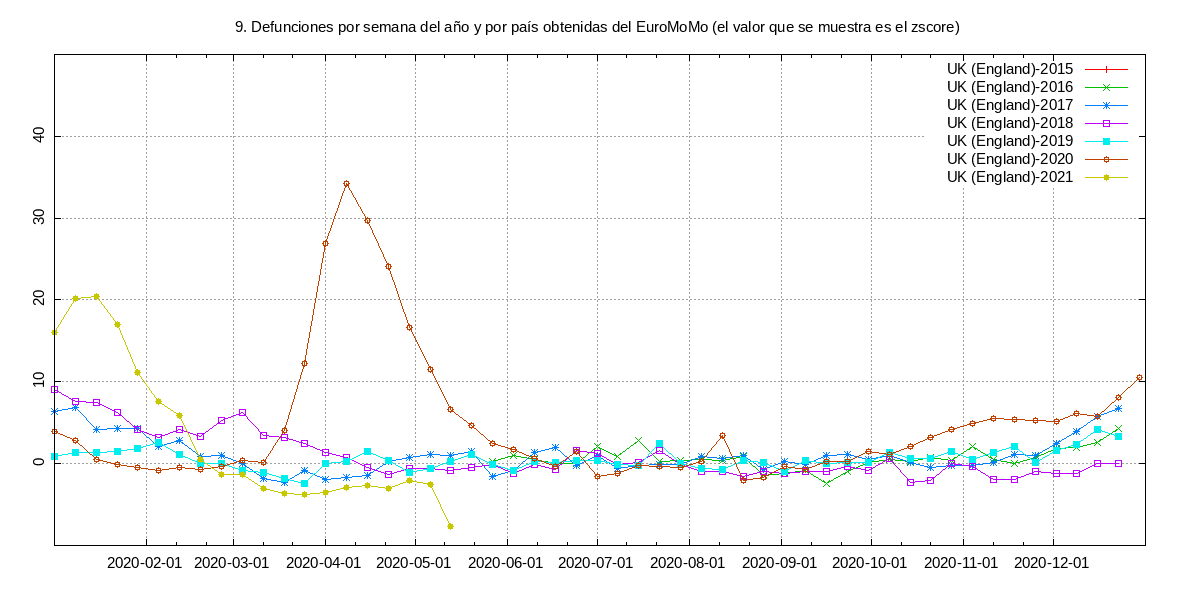 9. Defunciones por semana del año y por país obtenidas del EuroMoMo (el valor que se muestra es el zscore)
UK (England)-2015
UK (England)-2016
UK (England)-2017
UK (England)-2018
UK (England)-2019
UK (England)-2020
UK (England)-2021
40
30
20
10
0
2020-02-01 2020-03-01 2020-04-01 2020-05-01 2020-06-01 2020-07-01 2020-08-01 2020-09-01 2020-10-01 2020-11-01 2020-12-01